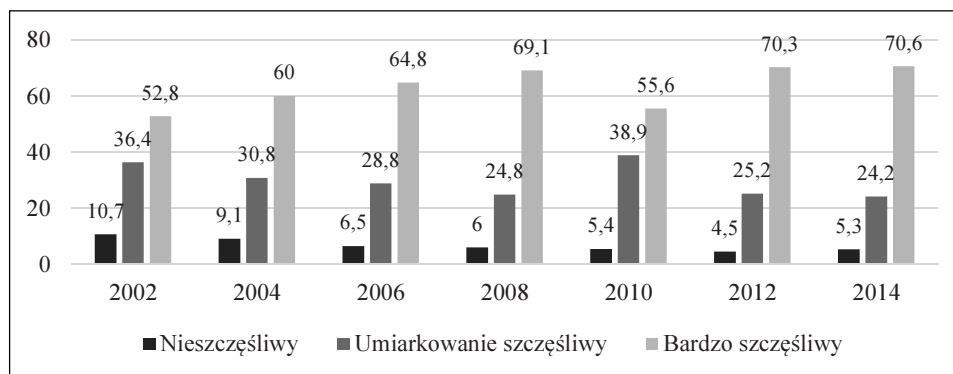 80
60
40
20
0
10,7 36,4 52,8
9,1 30,8 60
6,5 28,8 64,8
6 24,8 69,1
5,4 38,9 55,6
4,5 25,2 70,3
5,3 24,2 70,6
2002 2004 2006 2008 2010 2012 2014
Nieszczęśliwy Umiarkowanie szczęśliwy Bardzo szczęśliwy